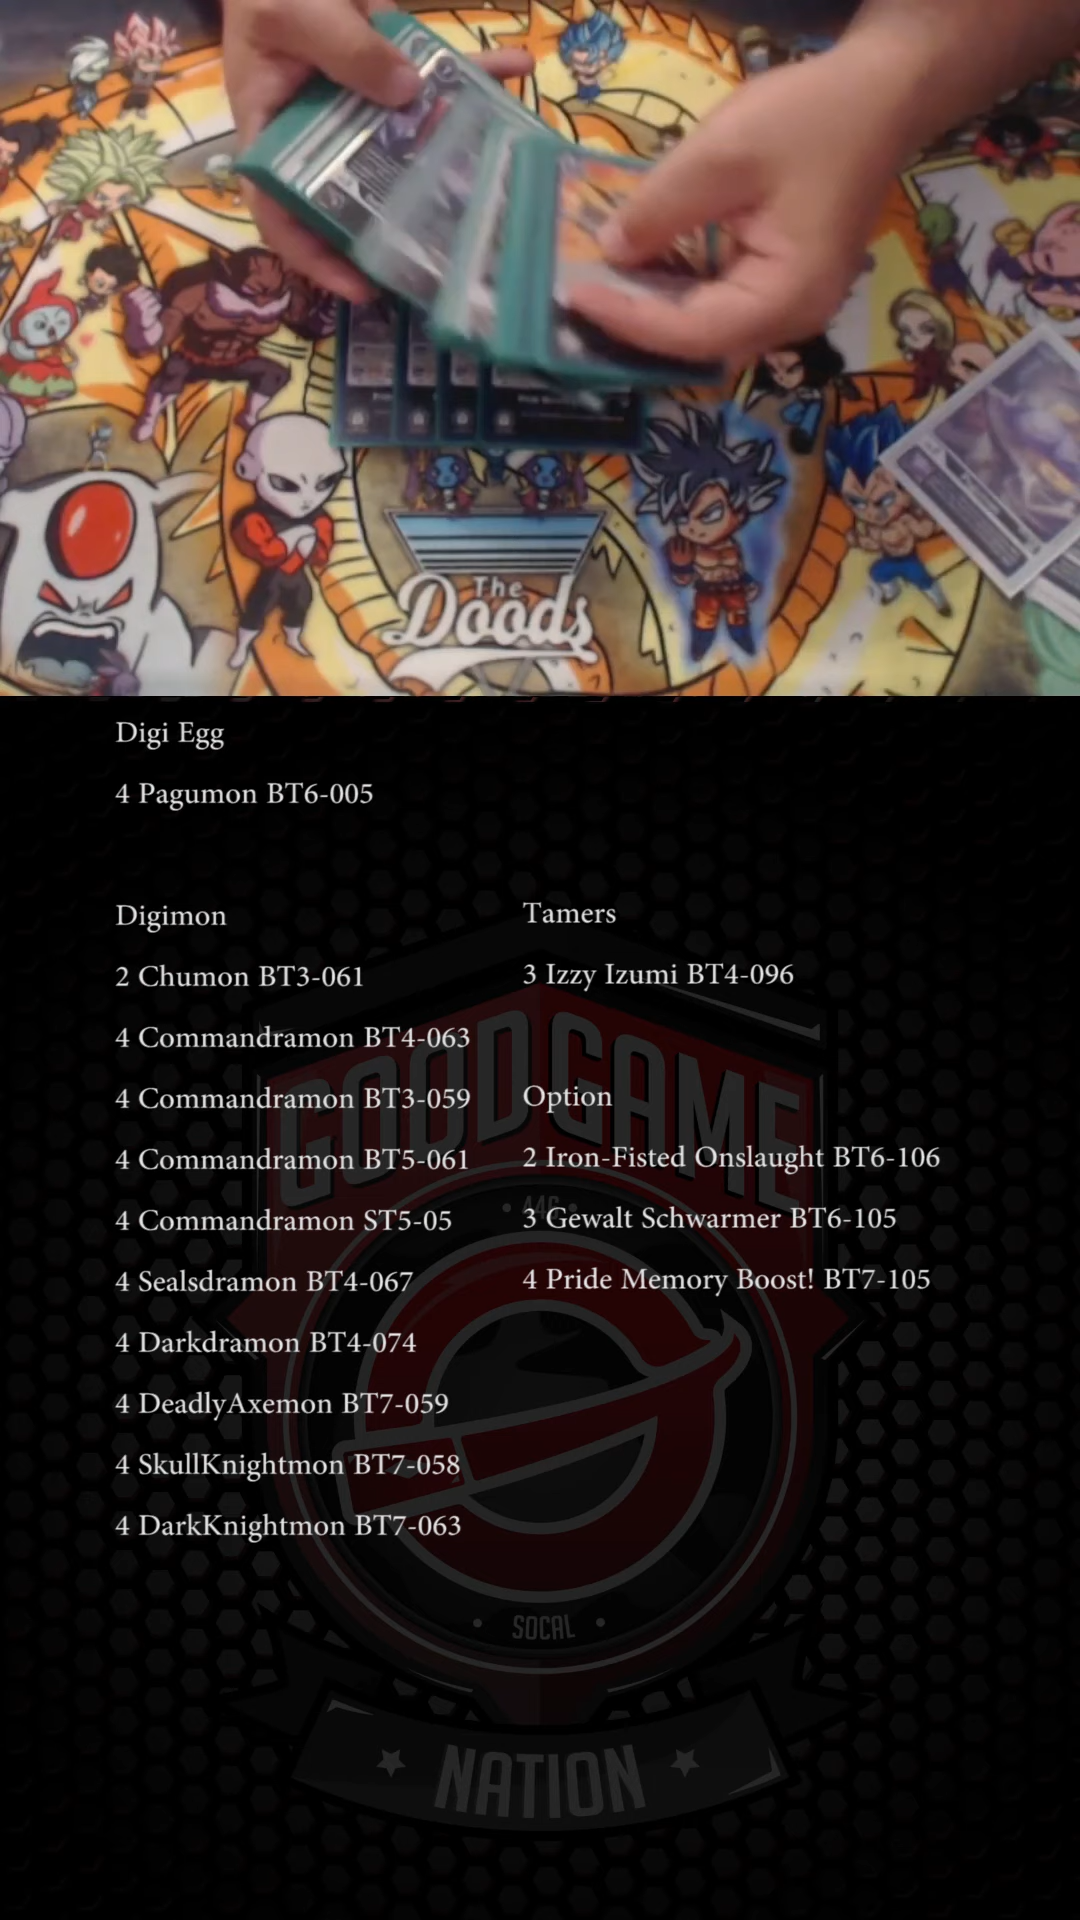 The
Doods
Digi Egg
4 Pagumon BT6-005
Digimon
2 Chumon BT3-061
4 Commandramon BT4-063
4 Commandramon BT3-059
4 Commandramon BT5-061
4 Commandramon ST5-05
4 Sealsdramon BT4-067
4 Darkdramon BT4-074
4 DeadlyAxemon BT7-059
4 SkullKnightmon BT7-058
4 DarkKnightmon BT7-063
Tamers
3 Izzy Izumi BT4-096
Option
2 Iron-Fisted Onslaught BT6-106
3 Gewalt Schwarmer BT6-105
4 Pride Memory Boost! BT7-105
GOODGAME
SOCAL
NATION